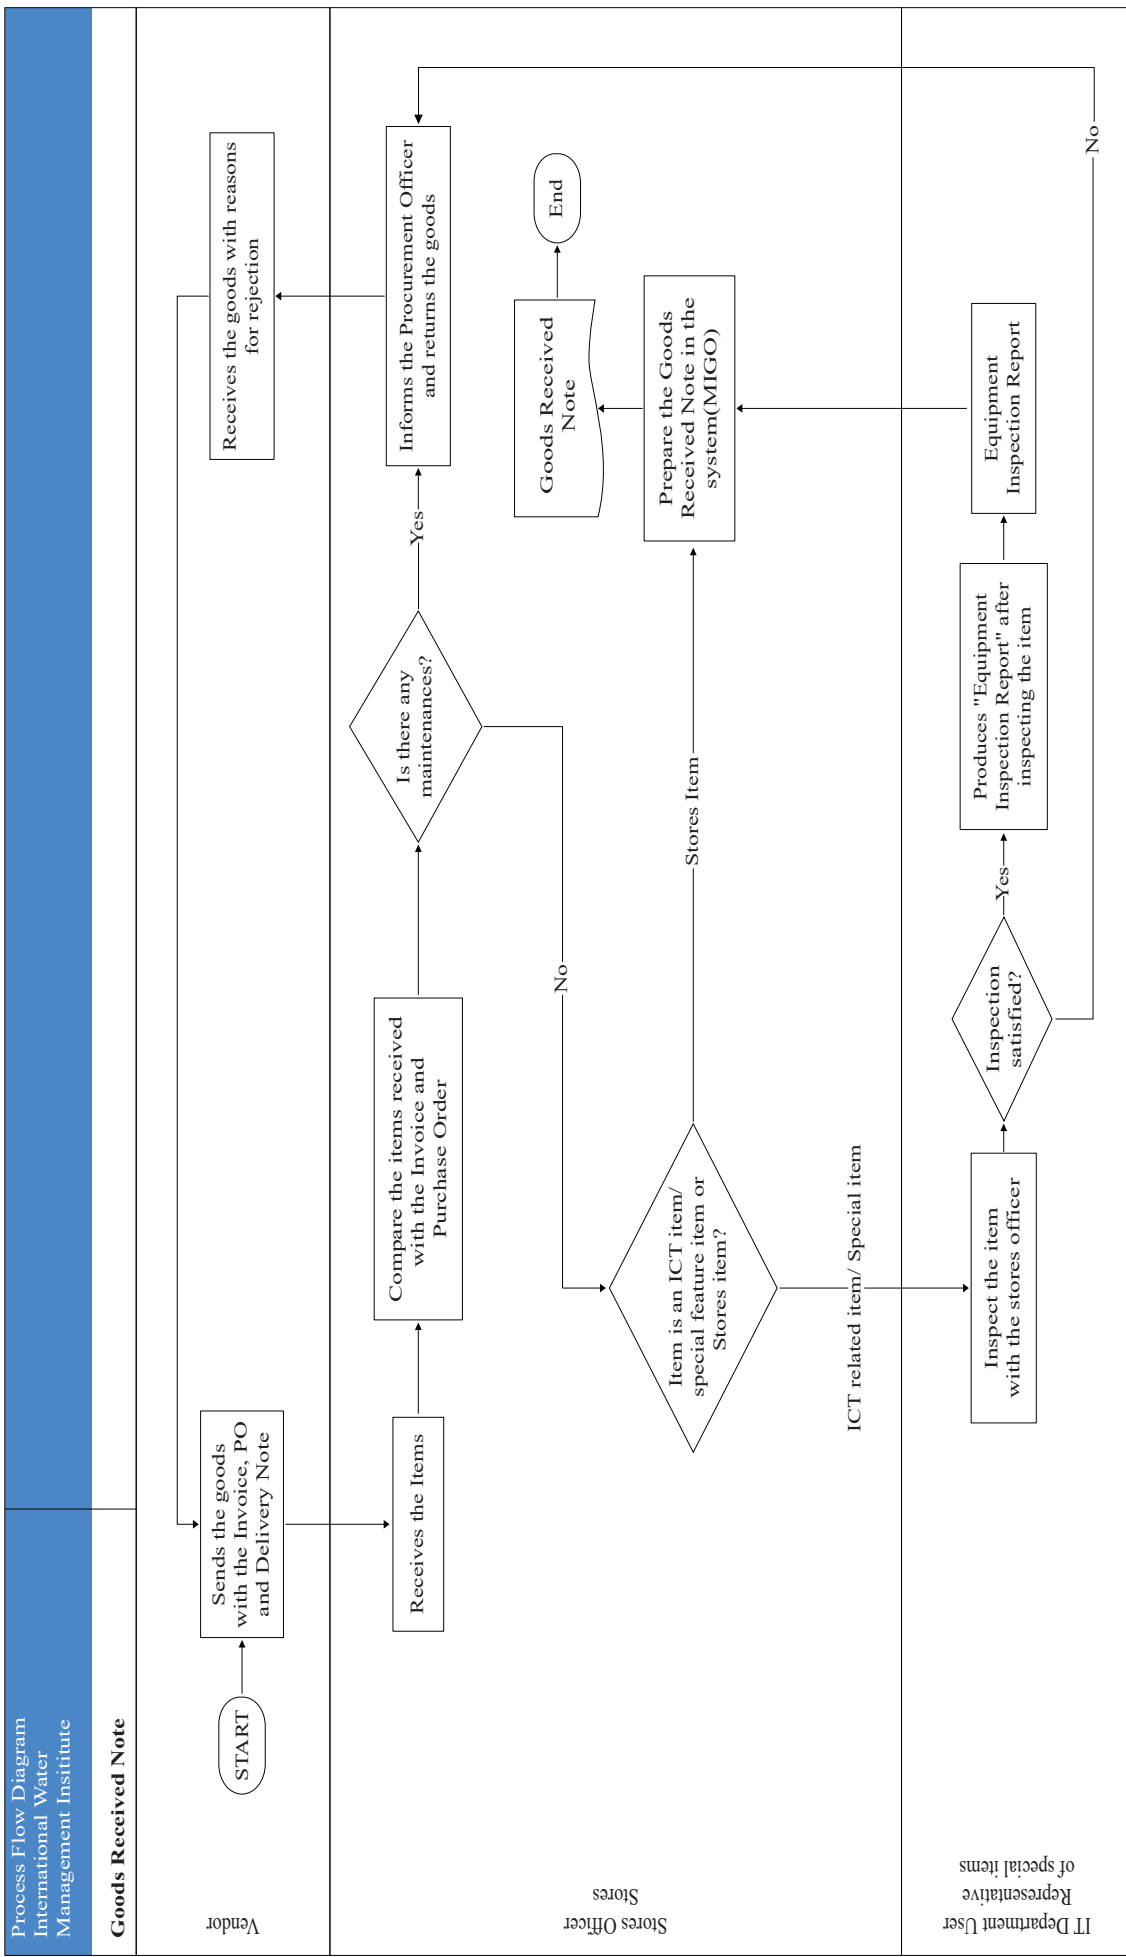 Process Flow Diagram
International Water
Management Insititute
Goods Received Note
Vendor
START
Sends the goods
with the Invoice, PO
and Delivery Note
Receives the goods with reasons
for rejection
Stores Officer
Stores
Receives the Items
Compare the items received
with the Invoice and
Purchase Order
Is there any
maintenances?
Yes
Informs the Procurement Officer
and returns the goods
No
Item is an ICT item/
special feature item or
Stores item?
Stores Item
Prepare the Goods
Received Note in the
system(MIGO)
Goods Received
Note
End
ICT related item/ Special item
IT Department User
Representative
of special items
Inspect the item
with the stores officer
Inspection
satisfied?
Yes
Produces "Equipment
Inspection Report" after
inspecting the item
Equipment
Inspection Report
No